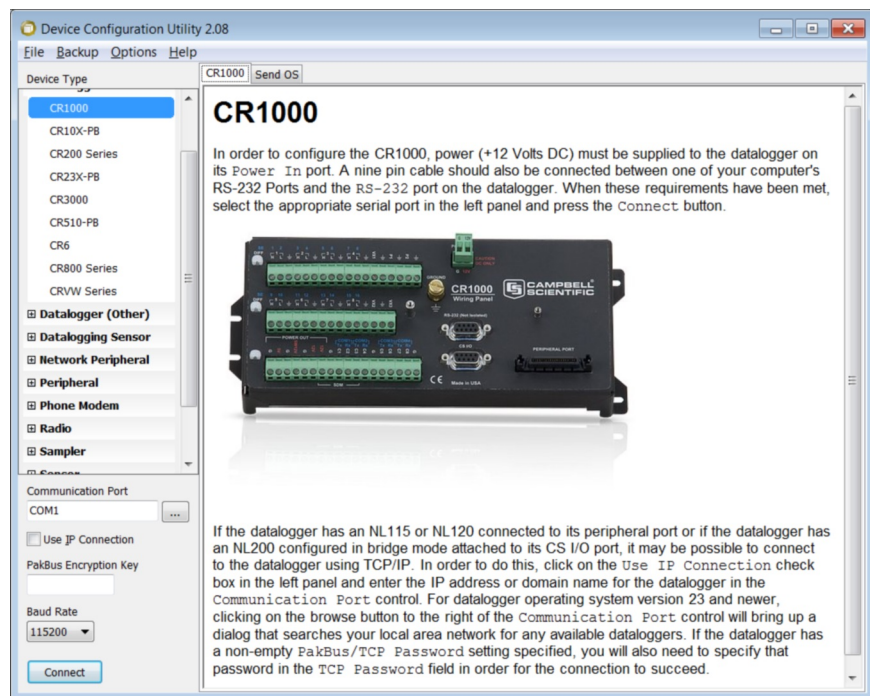 Device Configuration Utility 2.08
File Backup Options Help
Device Type
CR1000
CR10X-PB
CR200 Series
CR23X-PB
CR3000
CR510-PB
CR6
CR800 Series
CRVW Series
Datalogger (Other)
Datalogging Sensor
Network Peripheral
Peripheral
Phone Modem
Radio
Sampler
Communication Port
COM1
...
Use IP Connection
PakBus Encryption Key
Baud Rate
115200
Connect
CR1000 Send OS
CR1000
In order to configure the CR1000, power (+12 Volts DC) must be supplied to the datalogger on
its Power In port. A nine pin cable should also be connected between one of your computer's
RS-232 Ports and the RS-232 port on the datalogger. When these requirements have been met,
select the appropriate serial port in the left panel and press the Connect button.
GROUND
CR1000
Wiring Panel
CAMPBELL
SCIENTIFIC
RS-232 (Not Isolated)
POWER OUT
CS I/O
PERIPHERAL PORT
SDM
CE Made in USA
If the datalogger has an NL115 or NL120 connected to its peripheral port or if the datalogger has
an NL200 configured in bridge mode attached to its CS I/O port, it may be possible to connect
to the datalogger using TCP/IP. In order to do this, click on the Use IP Connection check
box in the left panel and enter the IP address or domain name for the datalogger in the
Communication Port control. For datalogger operating system version 23 and newer,
clicking on the browse button to the right of the Communication Port control will bring up a
dialog that searches your local area network for any available dataloggers. If the datalogger has
a non-empty PakBus/TCP Password setting specified, you will also need to specify that
password in the TCP Password field in order for the connection to succeed.